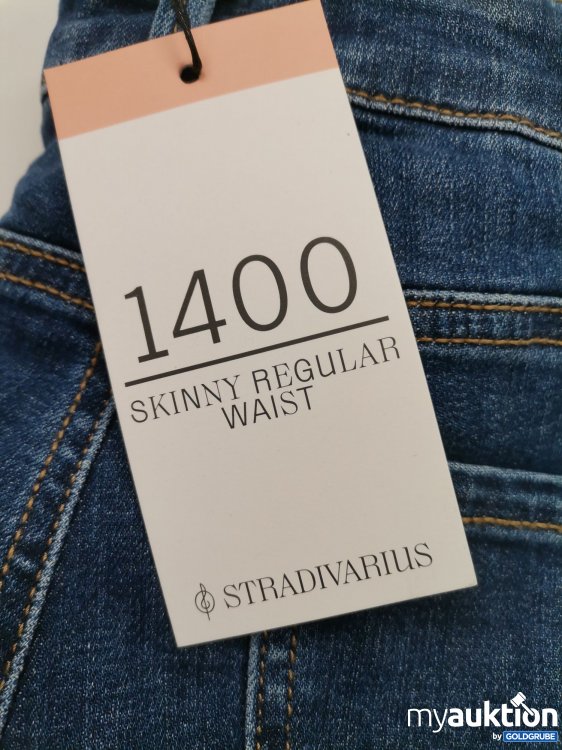 1400
SKINNY REGULAR
WAIST
STRADIVARIUS
myauktion
by GOLDGRUBE